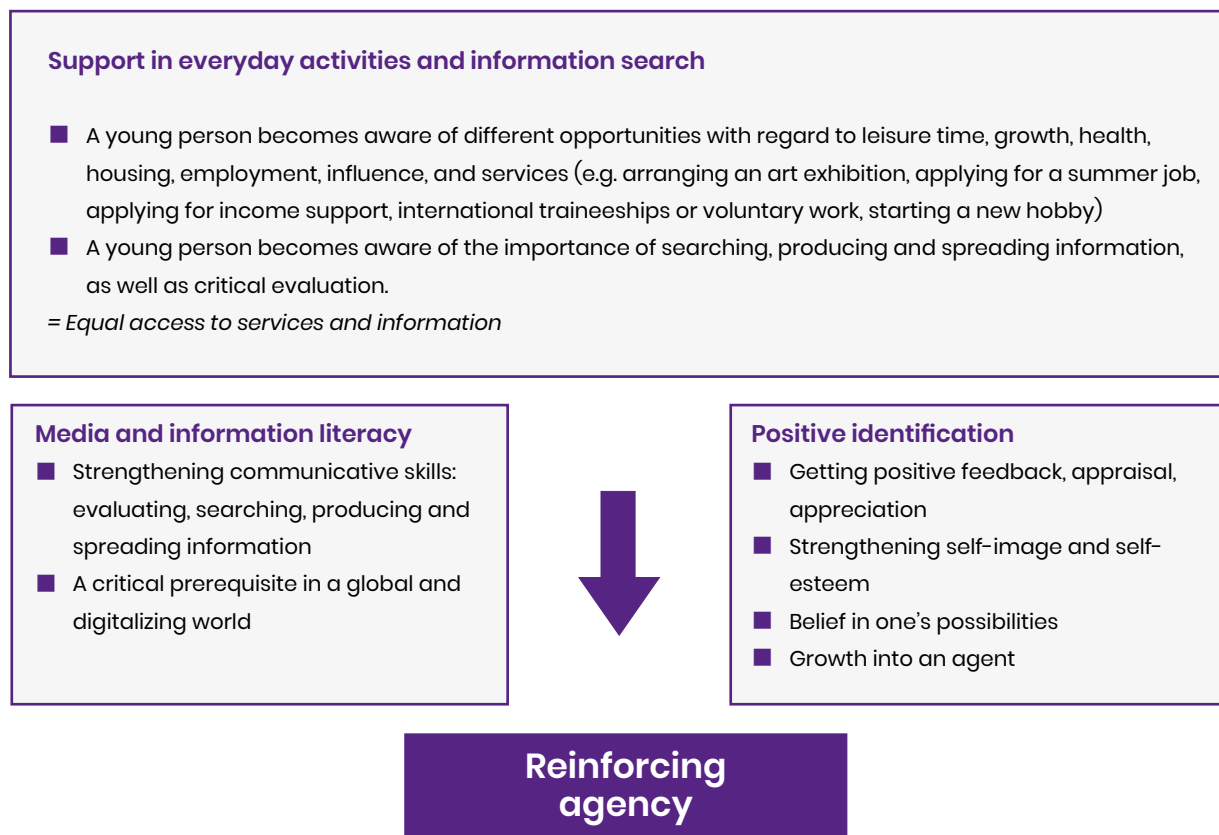 Support in everyday activities and information search
■ A young person becomes aware of different opportunities with regard to leisure time, growth, health,
housing, employment, influence, and services (e.g. arranging an art exhibition, applying for a summer job,
applying for income support, international traineeships or voluntary work, starting a new hobby)
■ A young person becomes aware of the importance of searching, producing and spreading information,
as well as critical evaluation.
= Equal access to services and information
Media and information literacy
■ Strengthening communicative skills:
evaluating, searching, producing and
spreading information
■ A critical prerequisite in a global and
digitalizing world
Positive identification
■ Getting positive feedback, appraisal,
appreciation
■ Strengthening self-image and self-
esteem
■ Belief in one's possibilities
■ Growth into an agent
Reinforcing
agency